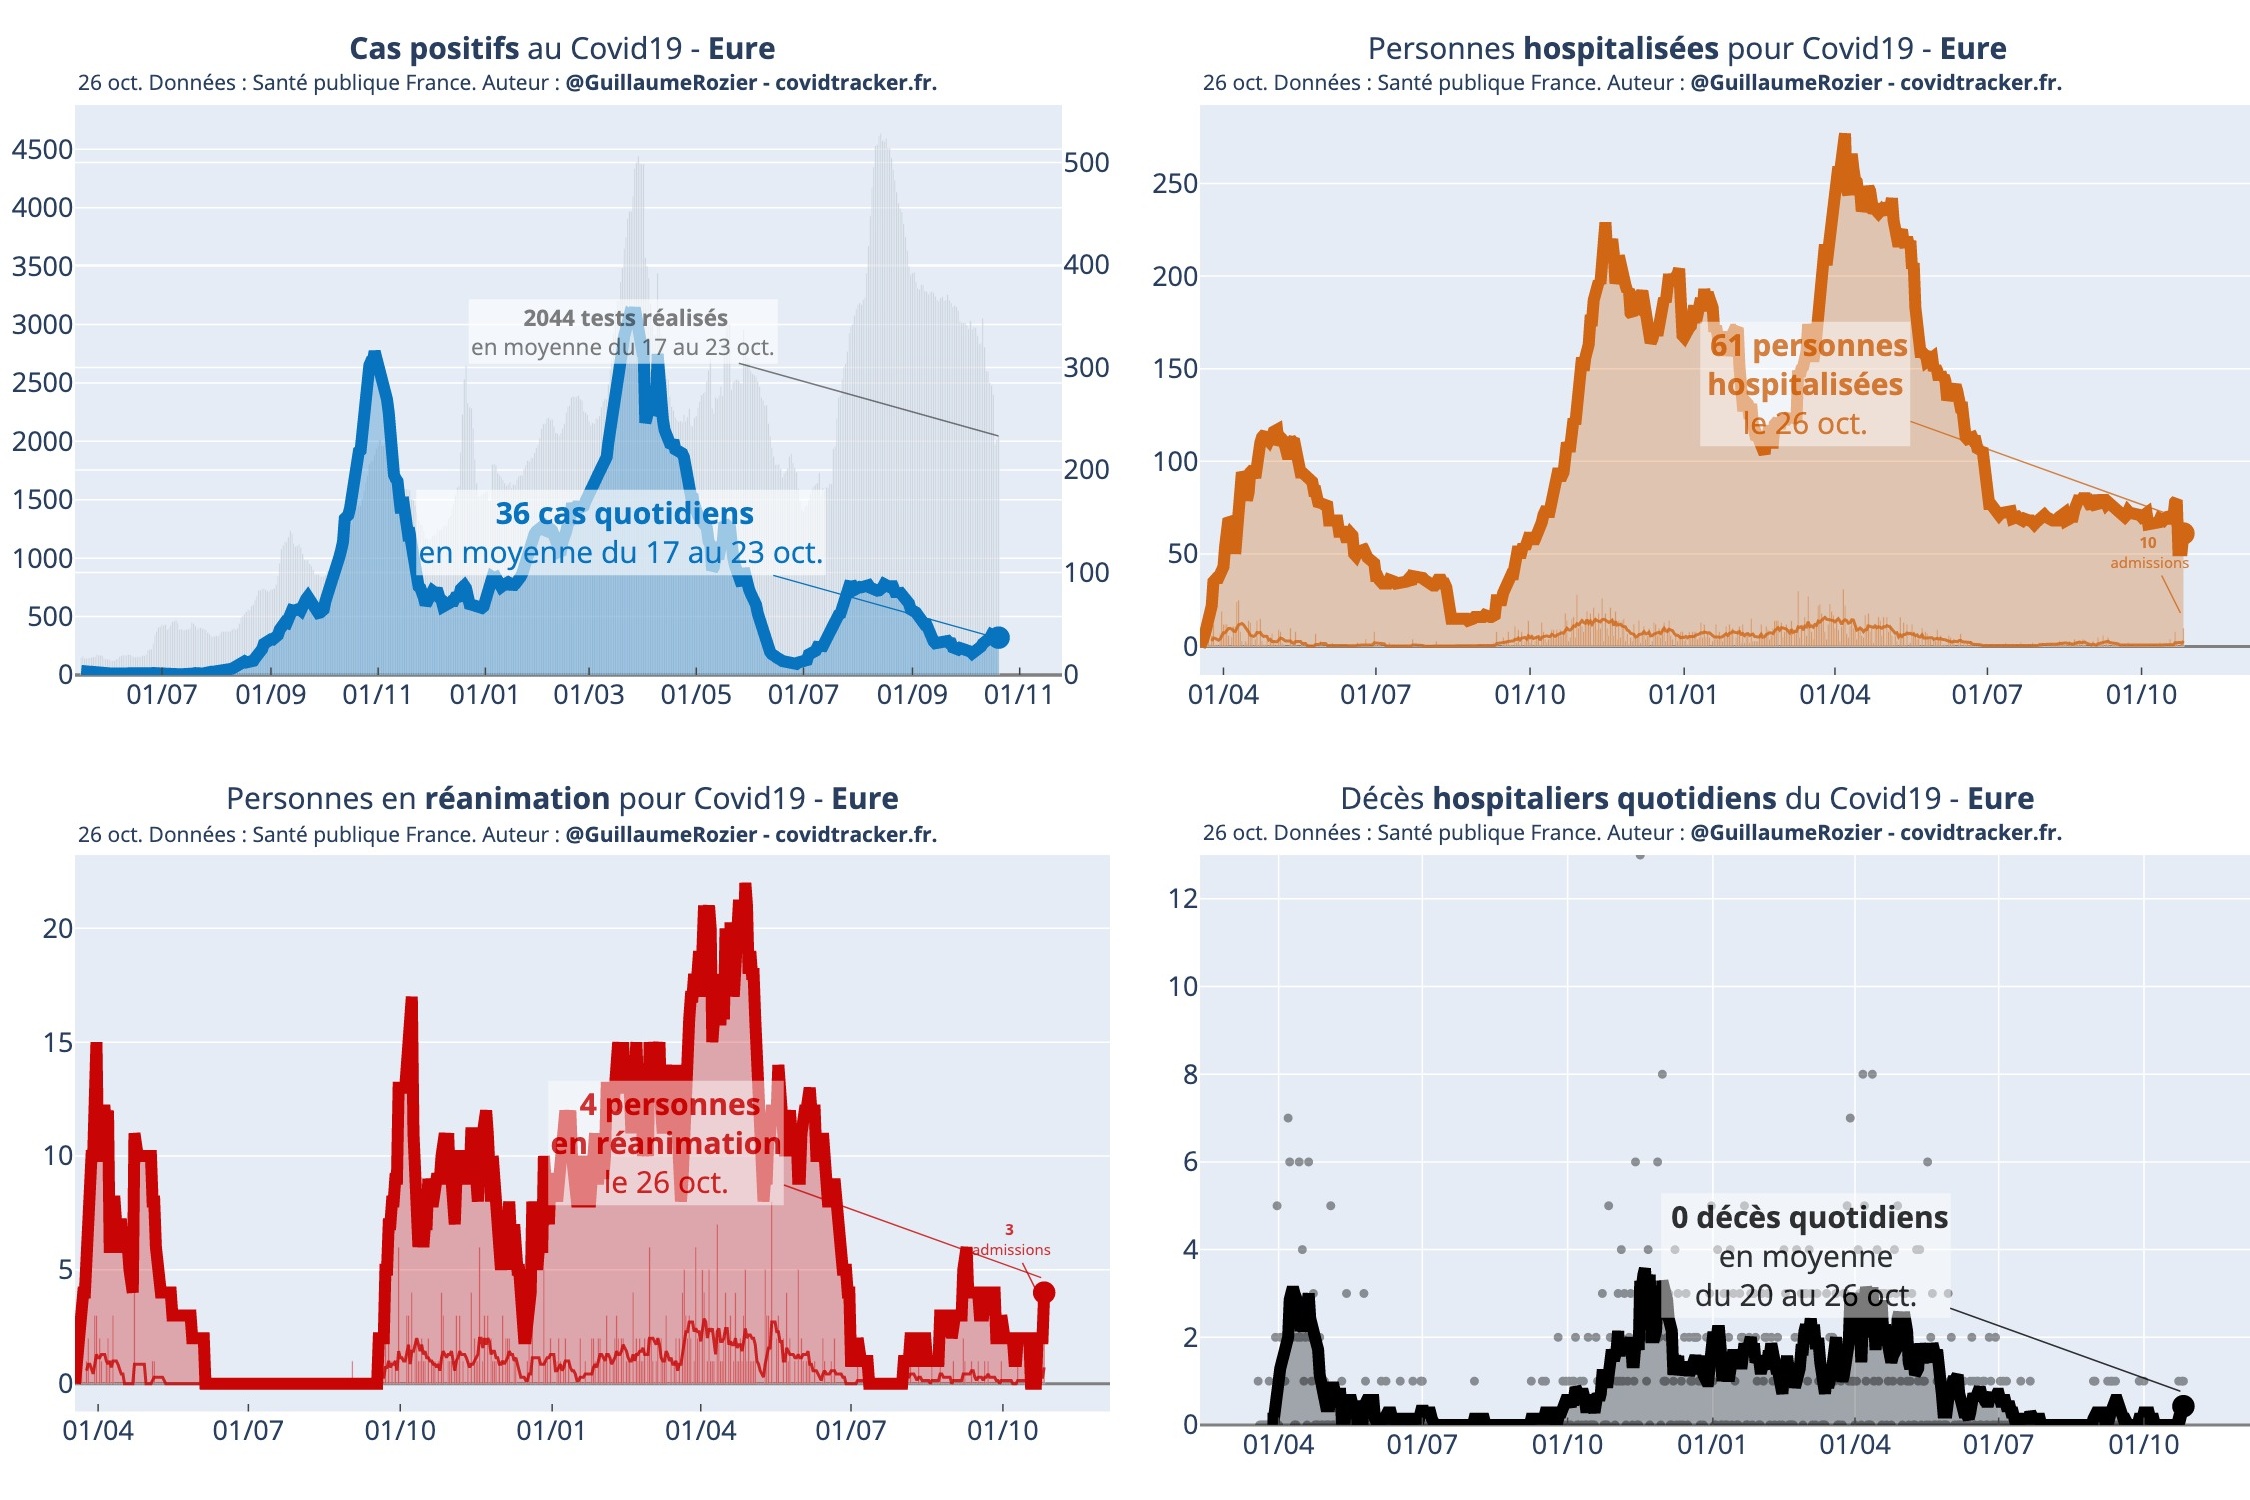 Cas positifs au Covid19 - Eure
26 oct. Données : Santé publique France. Auteur : @GuillaumeRozier - covidtracker.fr.
4500
4000
3500
3000
2500
2000
1500
1000
500
0
500
400
300
200
100
0
2044 tests réalisés
en moyenne du 17 au 23 oct.
36 cas quotidiens
en moyenne du 17 au 23 oct.
01/07 01/09 01/11 01/01 01/03 01/05 01/07 01/09 01/11
Personnes hospitalisées pour Covid19 - Eure
26 oct. Données : Santé publique France. Auteur : @GuillaumeRozier - covidtracker.fr.
250
200
150
100
50
0
61 personnes
hospitalisées
le 26 oct.
10
admissions
01/04 01/07 01/10 01/01 01/04 01/07 01/10
Personnes en réanimation pour Covid19 - Eure
26 oct. Données : Santé publique France. Auteur : @GuillaumeRozier - covidtracker.fr.
20
15
10
5
0
4 personnes
en réanimation
le 26 oct.
3
admissions
01/04 01/07 01/10 01/01 01/04 01/07 01/10
Décès hospitaliers quotidiens du Covid19 - Eure
26 oct. Données : Santé publique France. Auteur : @GuillaumeRozier - covidtracker.fr.
12
10
8
6
4
2
0
0 décès quotidiens
en moyenne
du 20 au 26 oct.
01/04 01/07 01/10 01/01 01/04 01/07 01/10